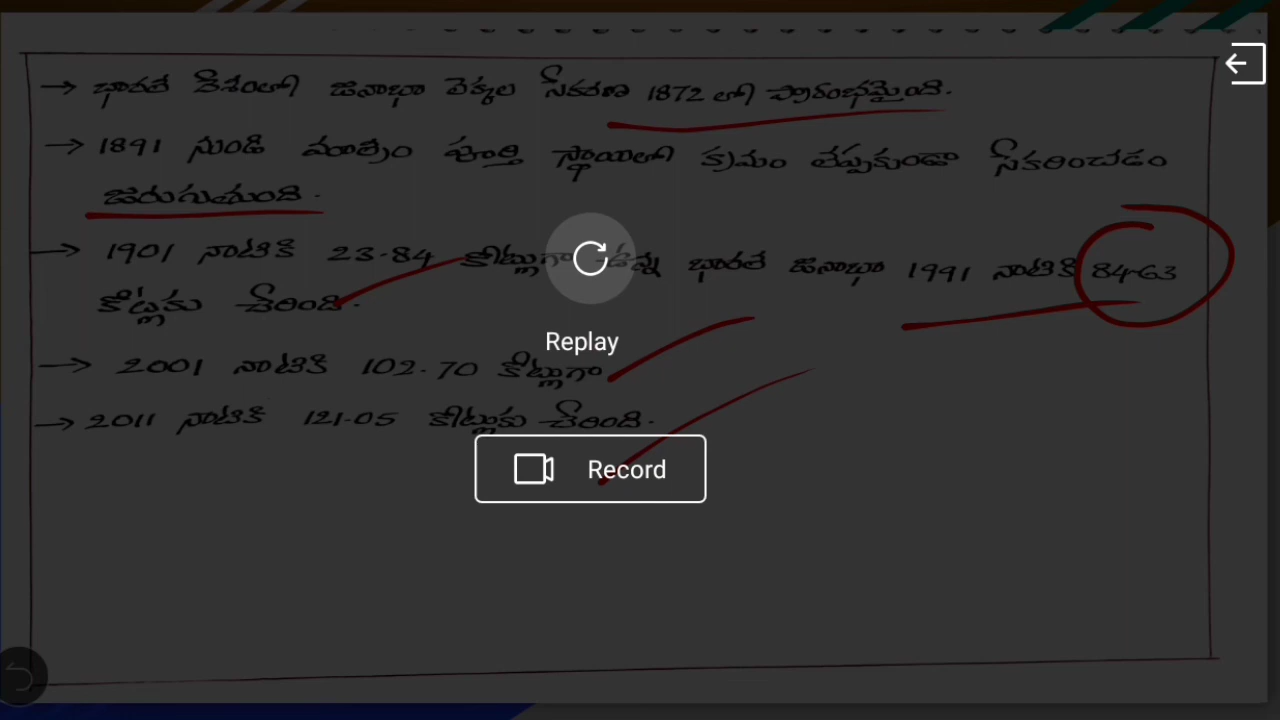 → భారత దేశంలో జనాభా లెక్కల సేకరణ 1872 లో ప్రారంభమైంది.
→ 1891 నుండి మాత్రం పూర్తి స్థాయిలో క్రమం తప్పకుండా సేకరించడం
జరుగుతుంది.
→ 1901 నాటికి 23.84 కోట్లుగా ఉన్న భారత జనాభా 1991 నాటికి 84.63
కోట్లకు చేరింది.
Replay
→ 2001 నాటికి 102.70 కోట్లుగా
→ 2011 నాటికి 121.05 కోట్లుకు చేరింది.
Record